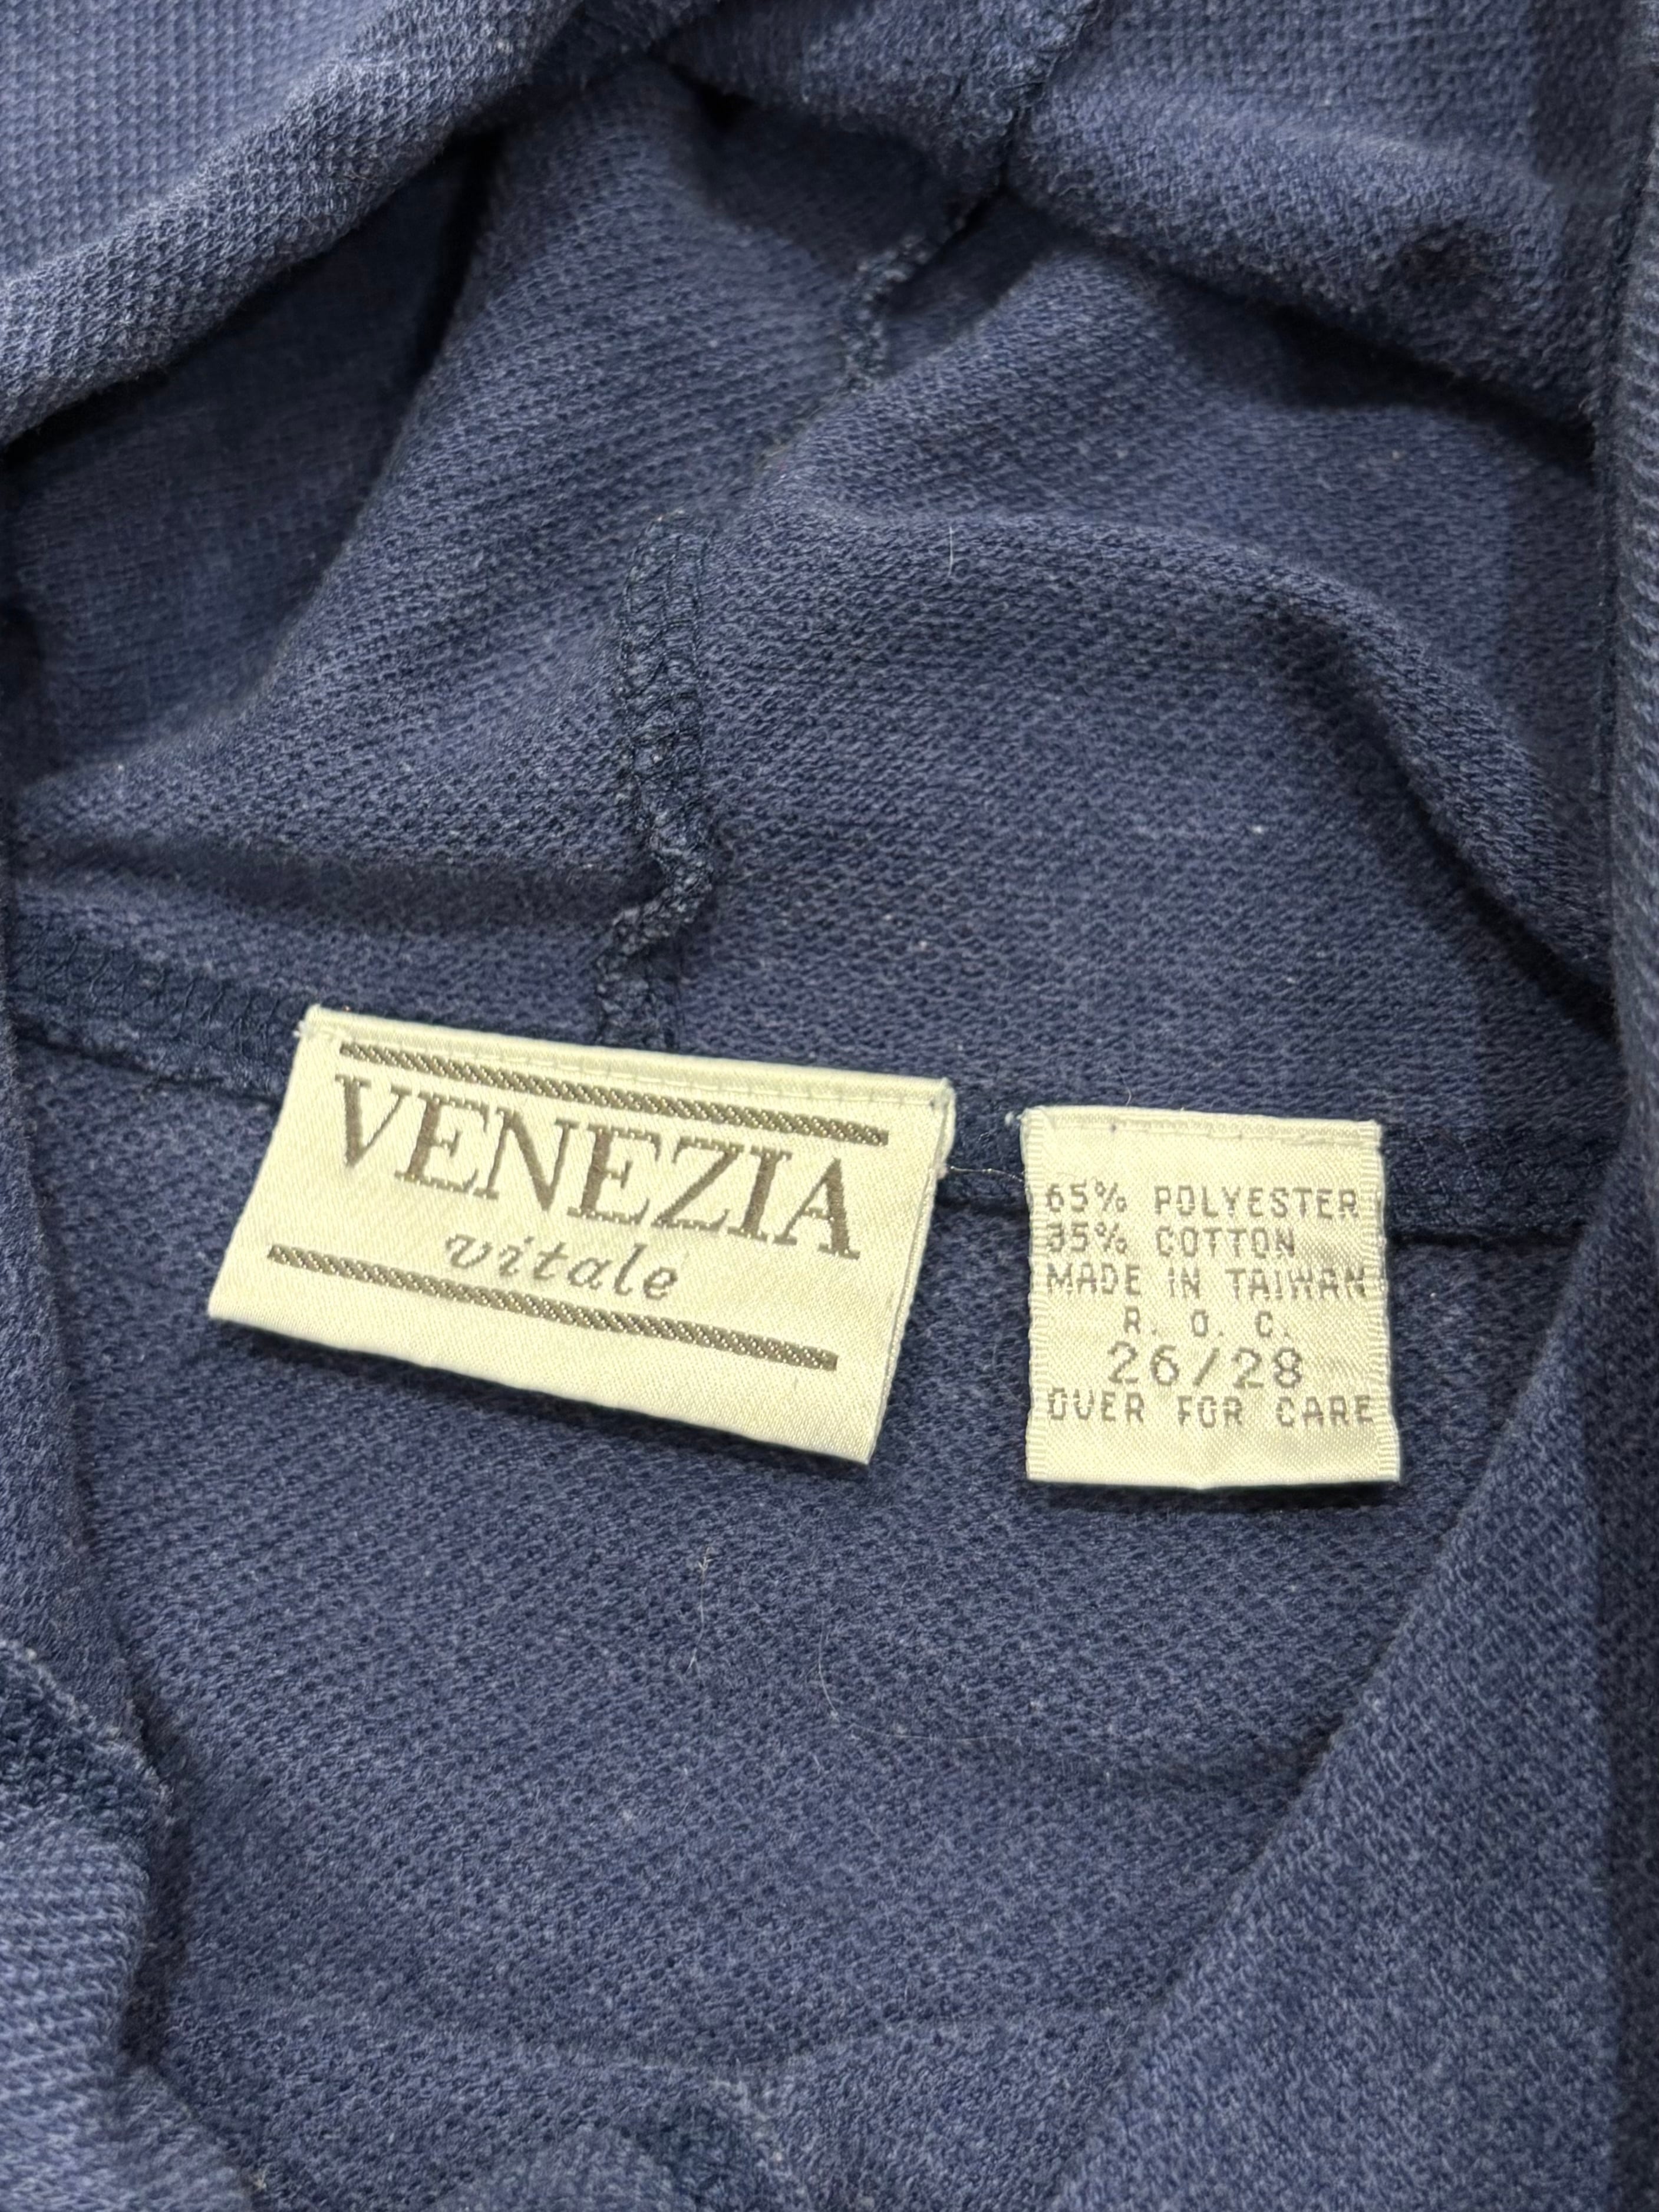 VENEZIA
vitale
65% POLYESTER
35% COTTON
MADE IN TAIWAN
R. O. C.
26/28
OVER FOR CARE